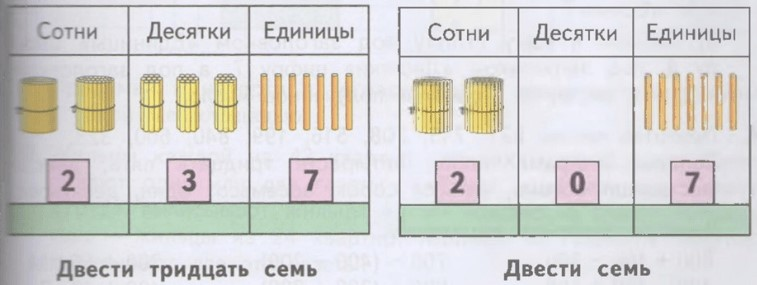 Сотни Десятки Единицы
2 3 7
Двести тридцать семь
Сотни Десятки Единицы
2 0 7
Двести семь